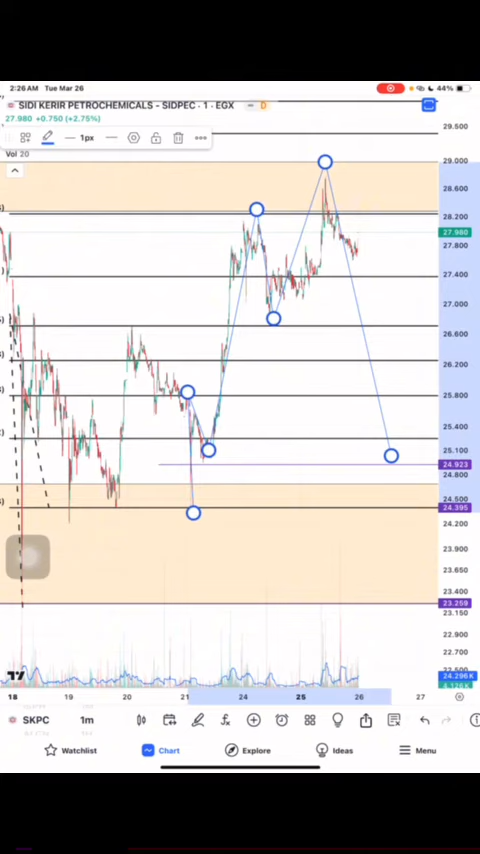 2:26 AM Tue Mar 26
44%
SIDI KERIR PETROCHEMICALS - SIDPEC · 1 · EGX
D
27.980 +0.750 (+2.75%)
1px
Vol 20
29.500
29.000
28.600
28.200
27.980
27.800
27.400
27.000
26.600
26.200
25.800
25.400
25.100
24.923
24.800
24.500
24.395
24.200
23.900
23.650
23.400
23.259
23.150
22.900
22.700
24.296K
18
19
20
21
24
25
26
27
SKPC
1m
Watchlist
Chart
Explore
Ideas
Menu